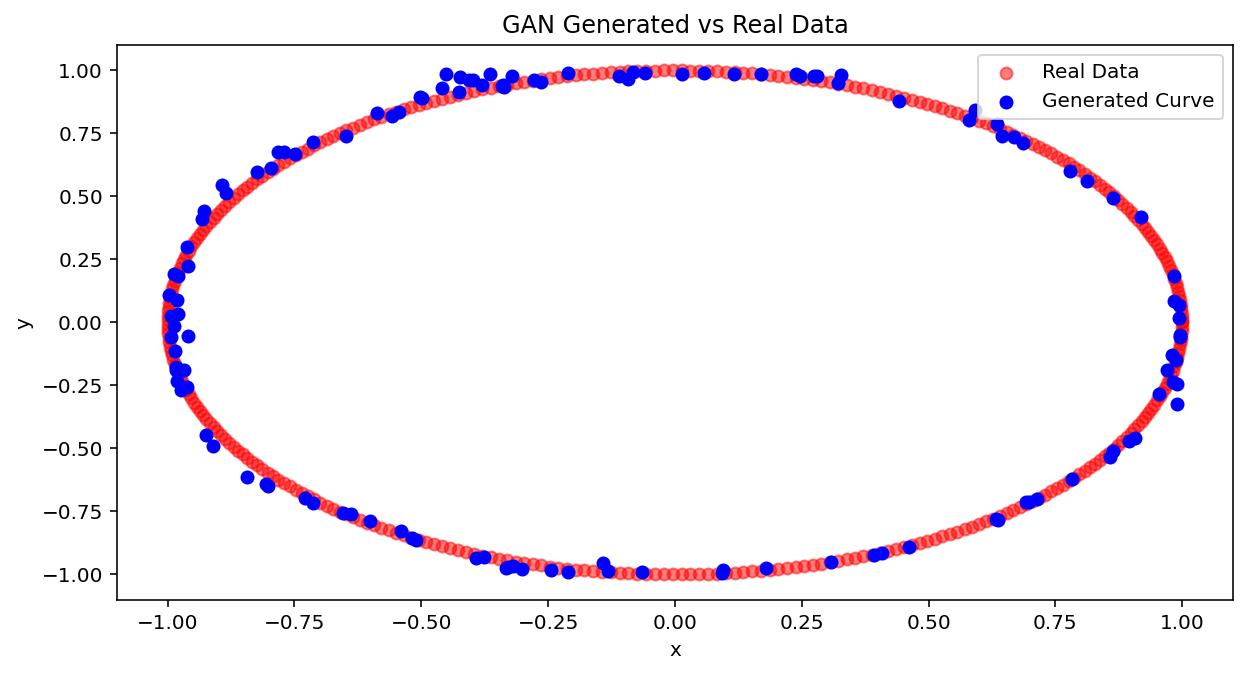 GAN Generated vs Real Data
Real Data
Generated Curve
1.00
0.75
0.50
0.25
0.00
−0.25
−0.50
−0.75
−1.00
y
−1.00 −0.75 −0.50 −0.25 0.00 0.25 0.50 0.75 1.00
x